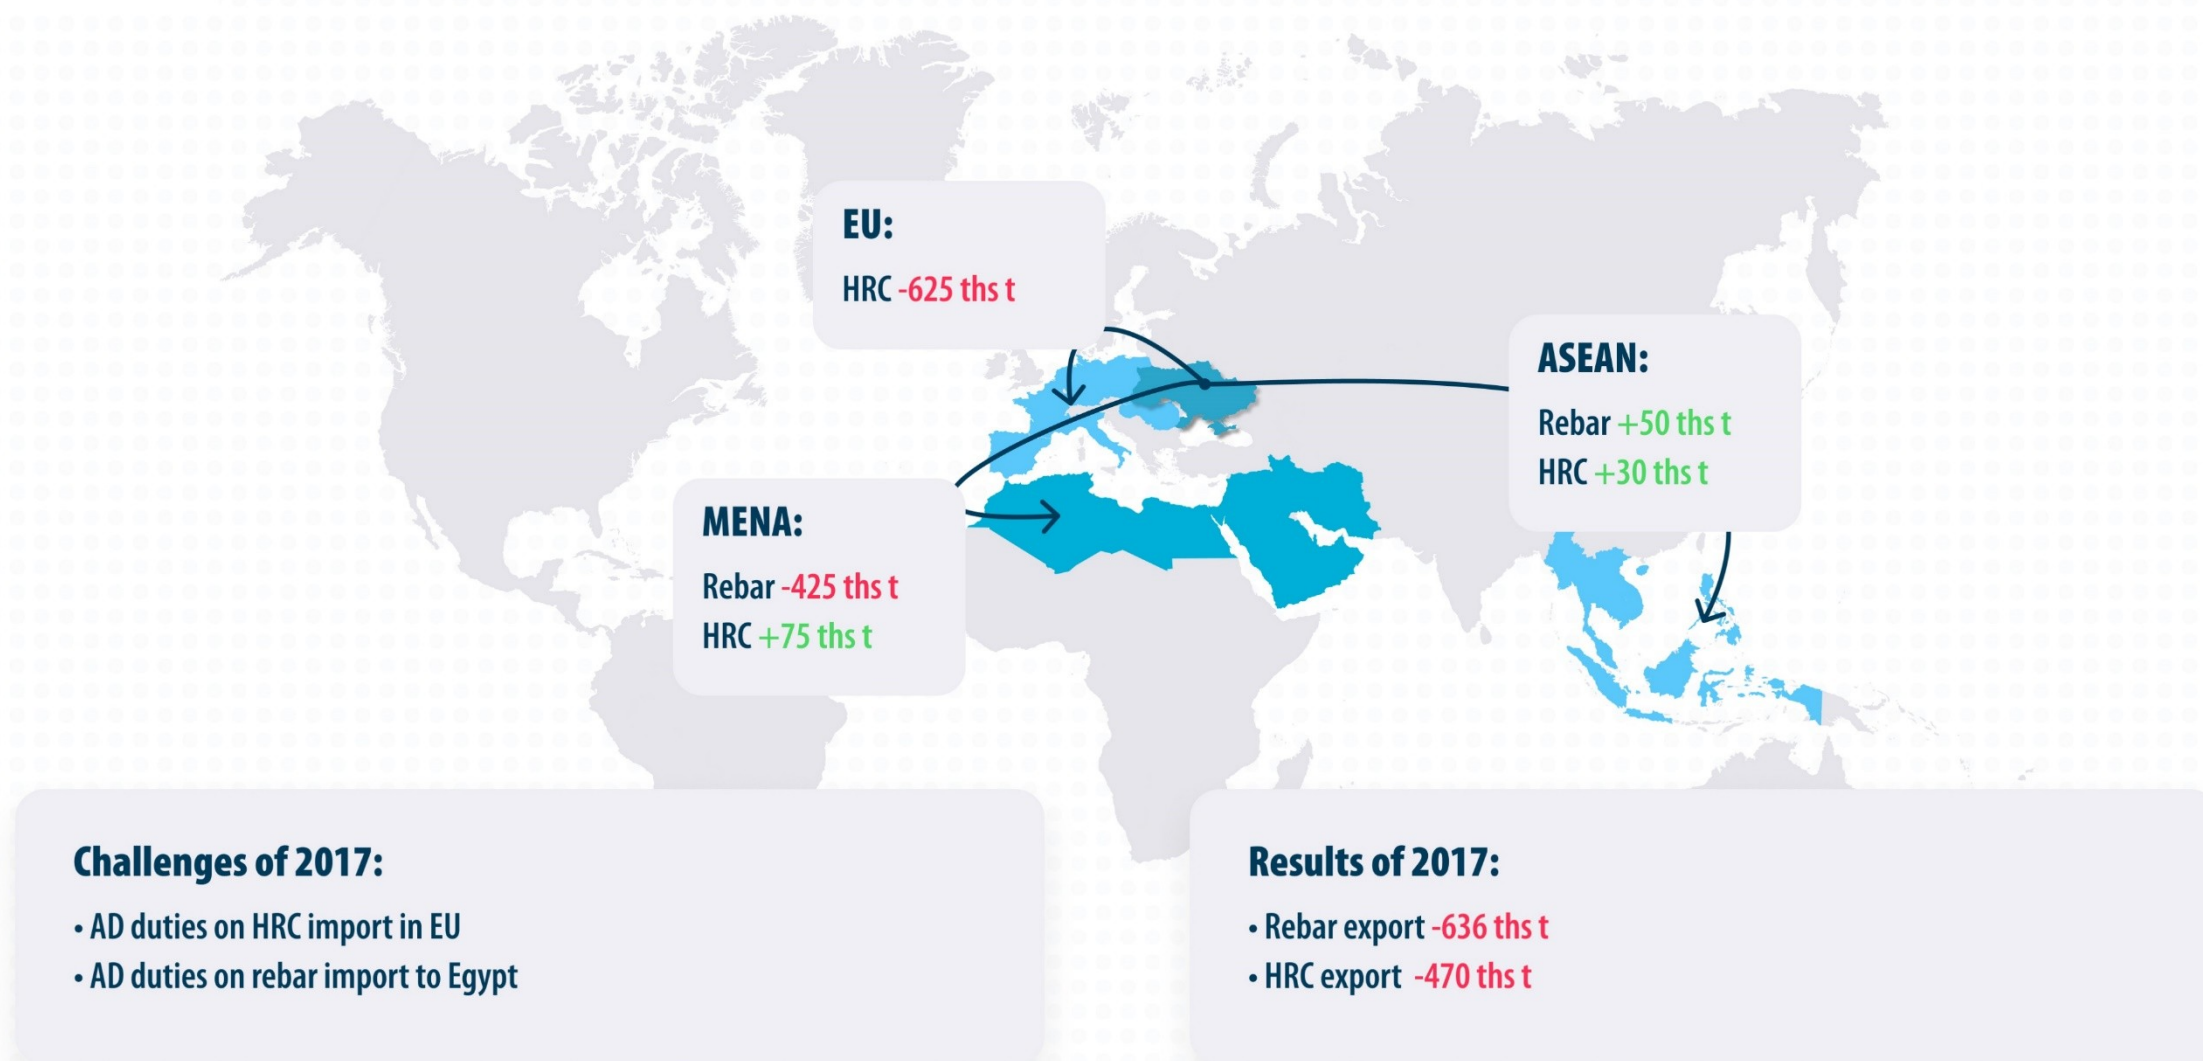 EU:
HRC -625 ths t
ASEAN:
Rebar +50 ths t
HRC +30 ths t
MENA:
Rebar -425 ths t
HRC +75 ths t
Challenges of 2017:
• AD duties on HRC import in EU
• AD duties on rebar import to Egypt
Results of 2017:
• Rebar export -636 ths t
• HRC export -470 ths t